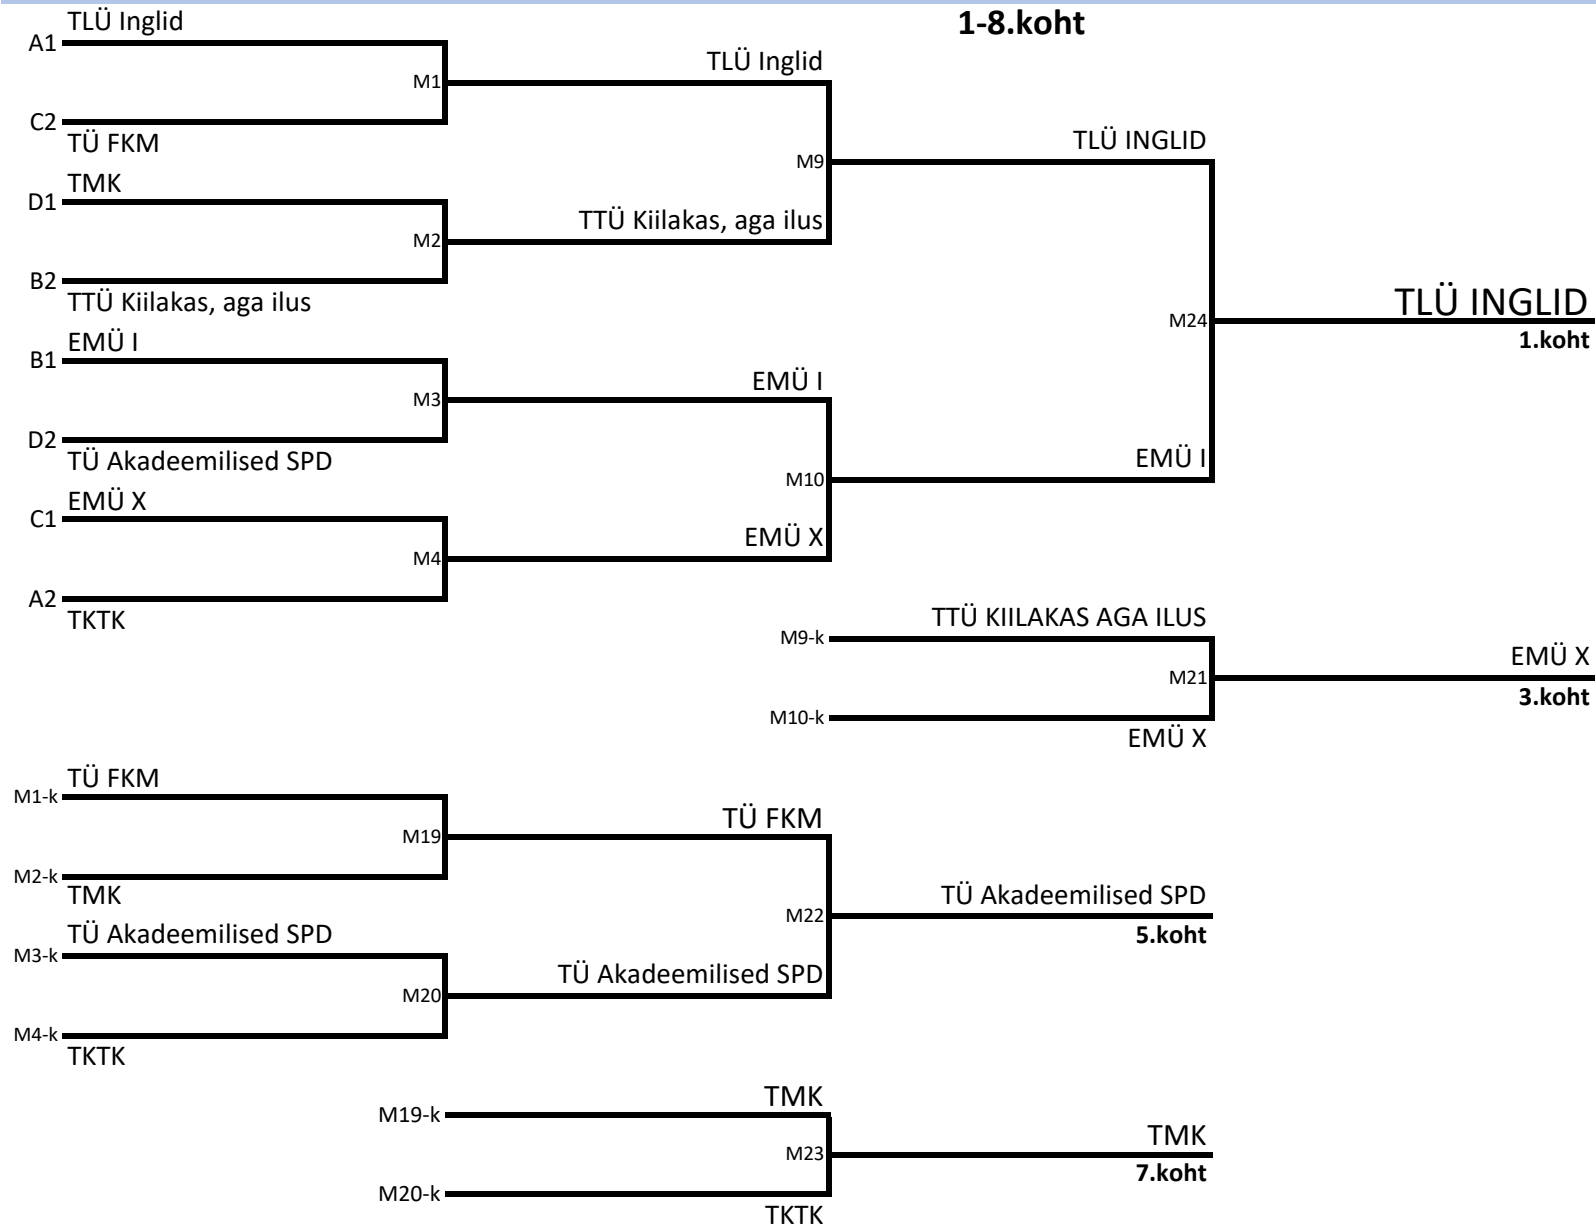 1-8.koht
TLÜ Inglid
A1
TLÜ Inglid
M1
C2
TÜ FKM
TLÜ INGLID
M9
TMK
D1
TTÜ Kiilakas, aga ilus
M2
B2
TTÜ Kiilakas, aga ilus
TLÜ INGLID
M24
1.koht
EMÜ I
B1
EMÜ I
M3
D2
TÜ Akadeemilised SPD
EMÜ I
M10
EMÜ X
C1
EMÜ X
M4
A2
TKTK
TTÜ KIILAKAS AGA ILUS
M9-k
EMÜ X
M21
3.koht
M10-k
EMÜ X
TÜ FKM
M1-k
TÜ FKM
M19
M2-k
TMK
TÜ Akadeemilised SPD
M22
5.koht
TÜ Akadeemilised SPD
M3-k
TÜ Akadeemilised SPD
M20
M4-k
TKTK
TMK
M19-k
TMK
M23
7.koht
M20-k
TKTK